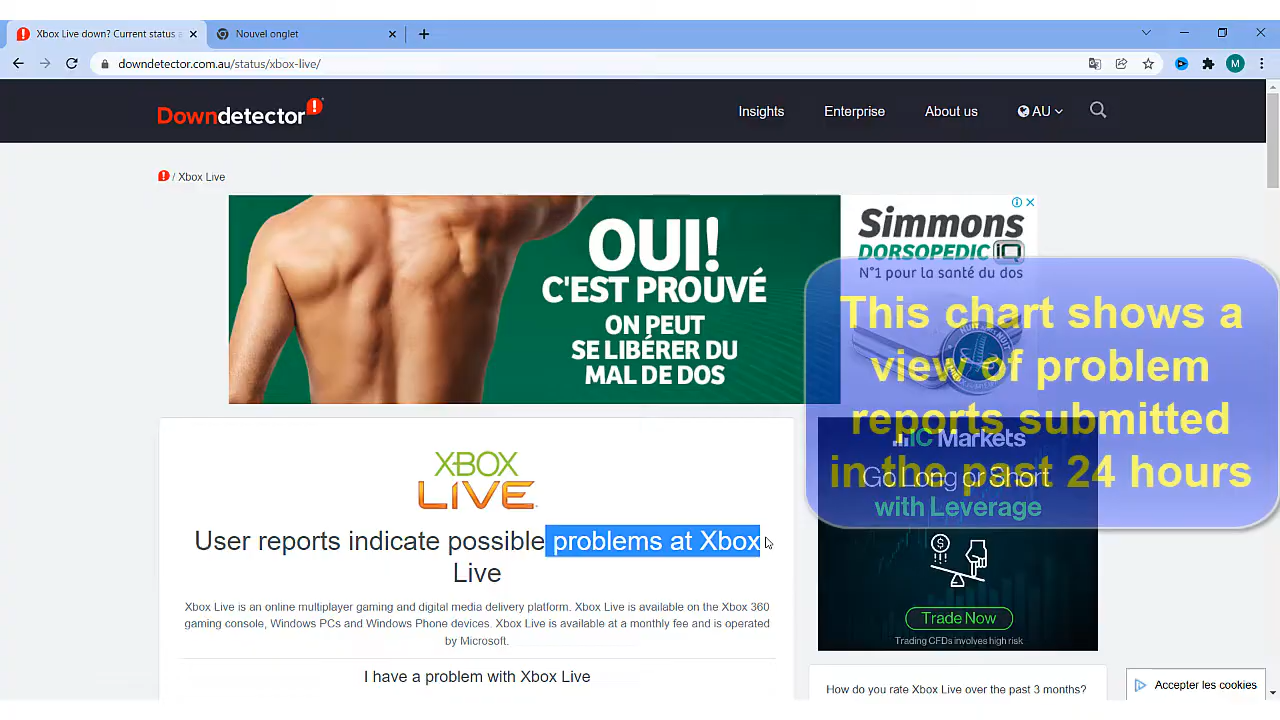 Xbox Live down? Current status a
Nouvel onglet
downdetector.com.au/status/xbox-live/
M
Downdetector
Insights
Enterprise
About us
AU
/ Xbox Live
OUI!
C'EST PROUVÉ
ON PEUT
SE LIBÉRER DU
MAL DE DOS
Simmons
DORSOPEDIC iQ
N°1 pour la santé du dos
This chart shows a
view of problem
reports submitted
in the past 24 hours
IC Markets
Go Long or Short
with Leverage
Trade Now
Trading CFDs involves high risk
XBOX
LIVE
User reports indicate possible problems at Xbox
Live
Xbox Live is an online multiplayer gaming and digital media delivery platform. Xbox Live is available on the Xbox 360
gaming console, Windows PCs and Windows Phone devices. Xbox Live is available at a monthly fee and is operated
by Microsoft.
I have a problem with Xbox Live
How do you rate Xbox Live over the past 3 months?
Accepter les cookies